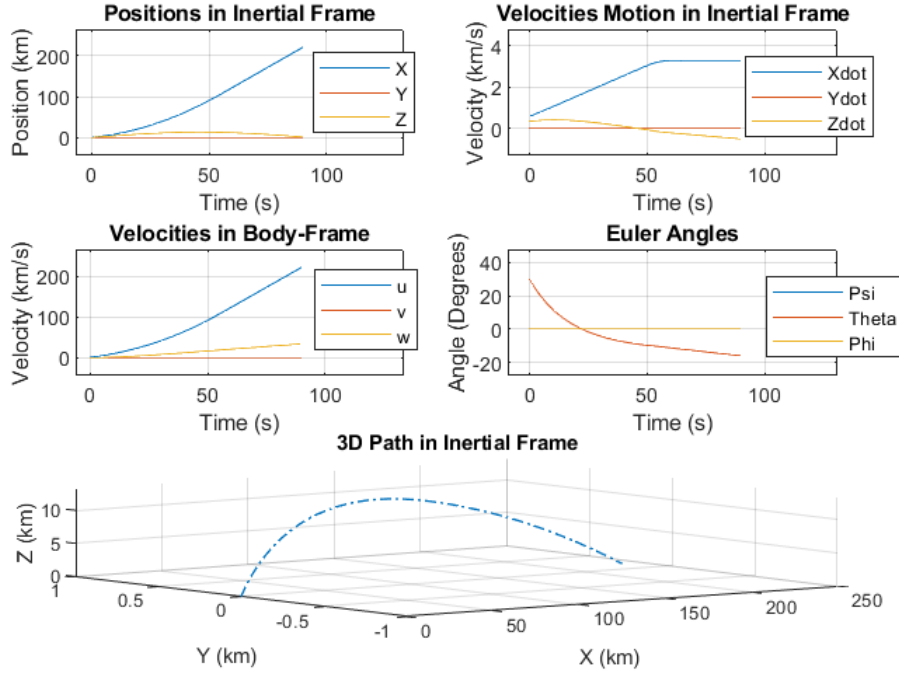 Positions in Inertial Frame
Position (km)
200
100
0
0
50
100
Time (s)
X
Y
Z
Velocities Motion in Inertial Frame
Velocity (km/s)
4
2
0
0
50
100
Time (s)
Xdot
Ydot
Zdot
Velocities in Body-Frame
Velocity (km/s)
200
100
0
0
50
100
Time (s)
u
v
w
Euler Angles
Angle (Degrees)
40
20
0
-20
0
50
100
Time (s)
Psi
Theta
Phi
3D Path in Inertial Frame
Z (km)
10
5
0
1
0.5
0
-0.5
-1
Y (km)
0
50
100
150
200
250
X (km)